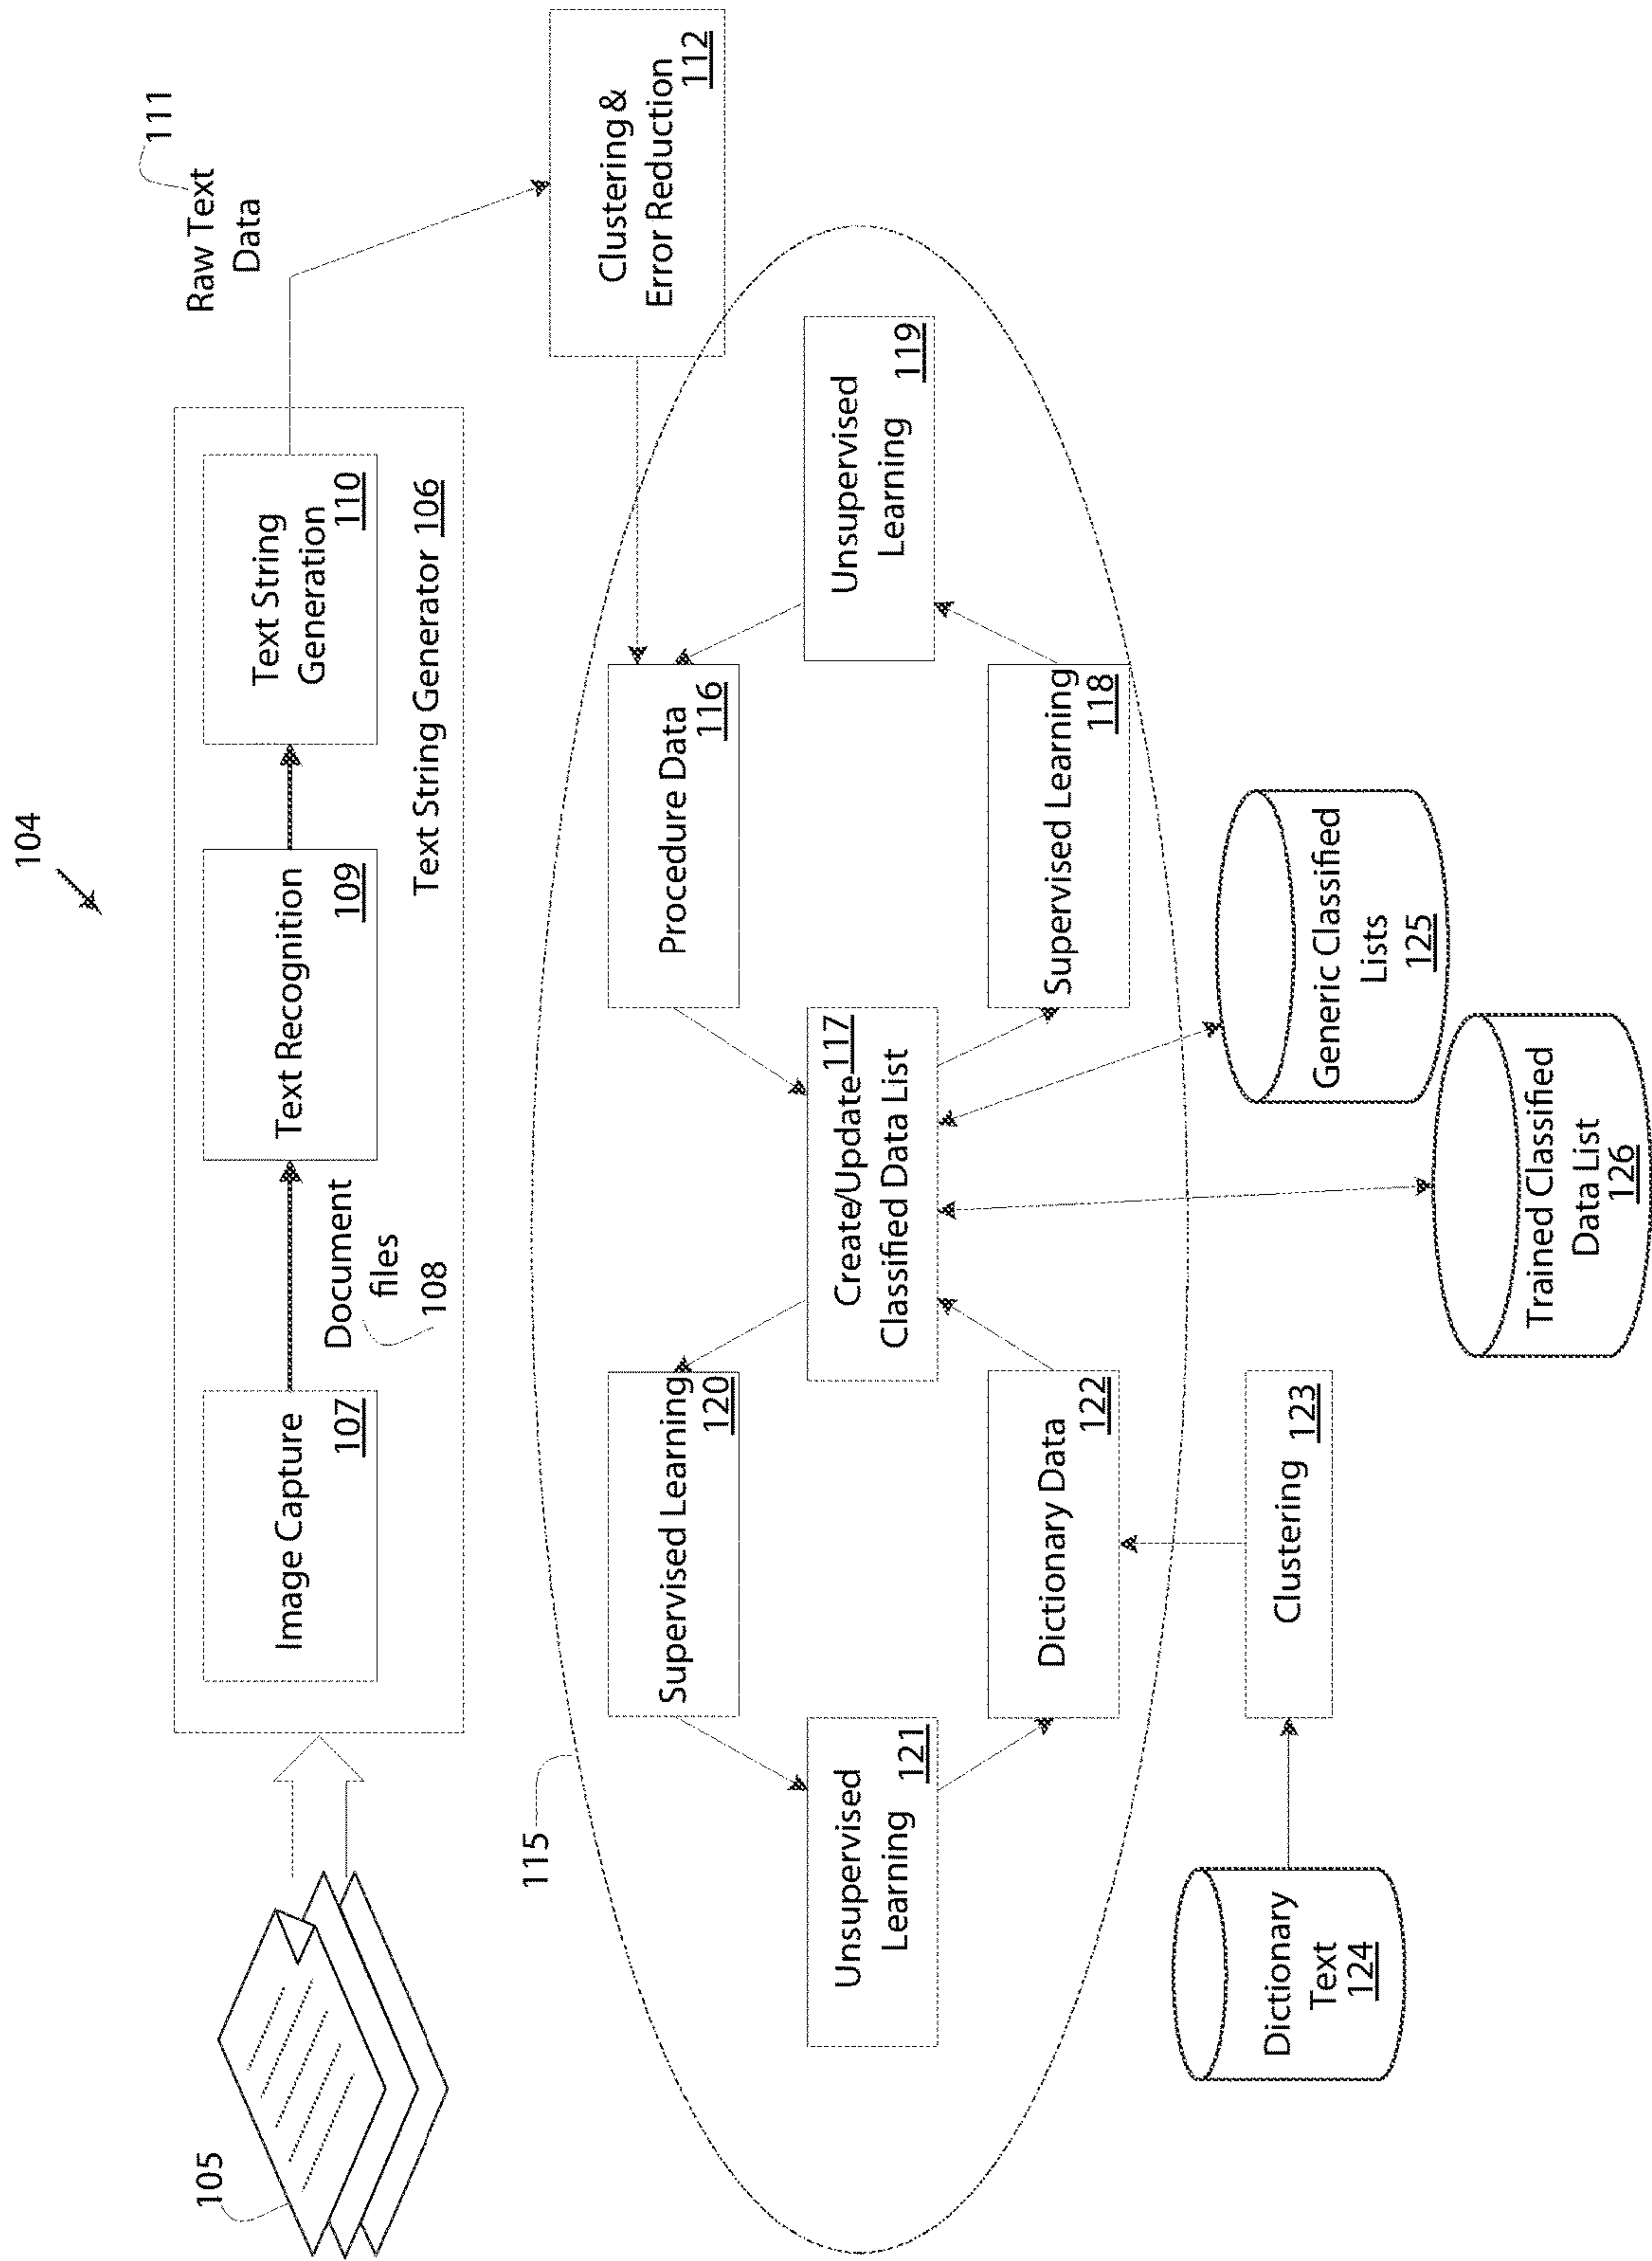 104
105
Image Capture
107
Document
files
108
Text Recognition
109
Text String
Generation
110
Text String Generator 106
Raw Text
Data
111
Clustering &
Error Reduction
112
115
Supervised Learning
120
Procedure Data
116
Unsupervised
Learning
121
Create/Update 117
Classified Data List
Unsupervised
Learning
119
Dictionary Data
122
Supervised Learning
118
Dictionary
Text
124
Clustering
123
Generic Classified
Lists
125
Trained Classified
Data List
126